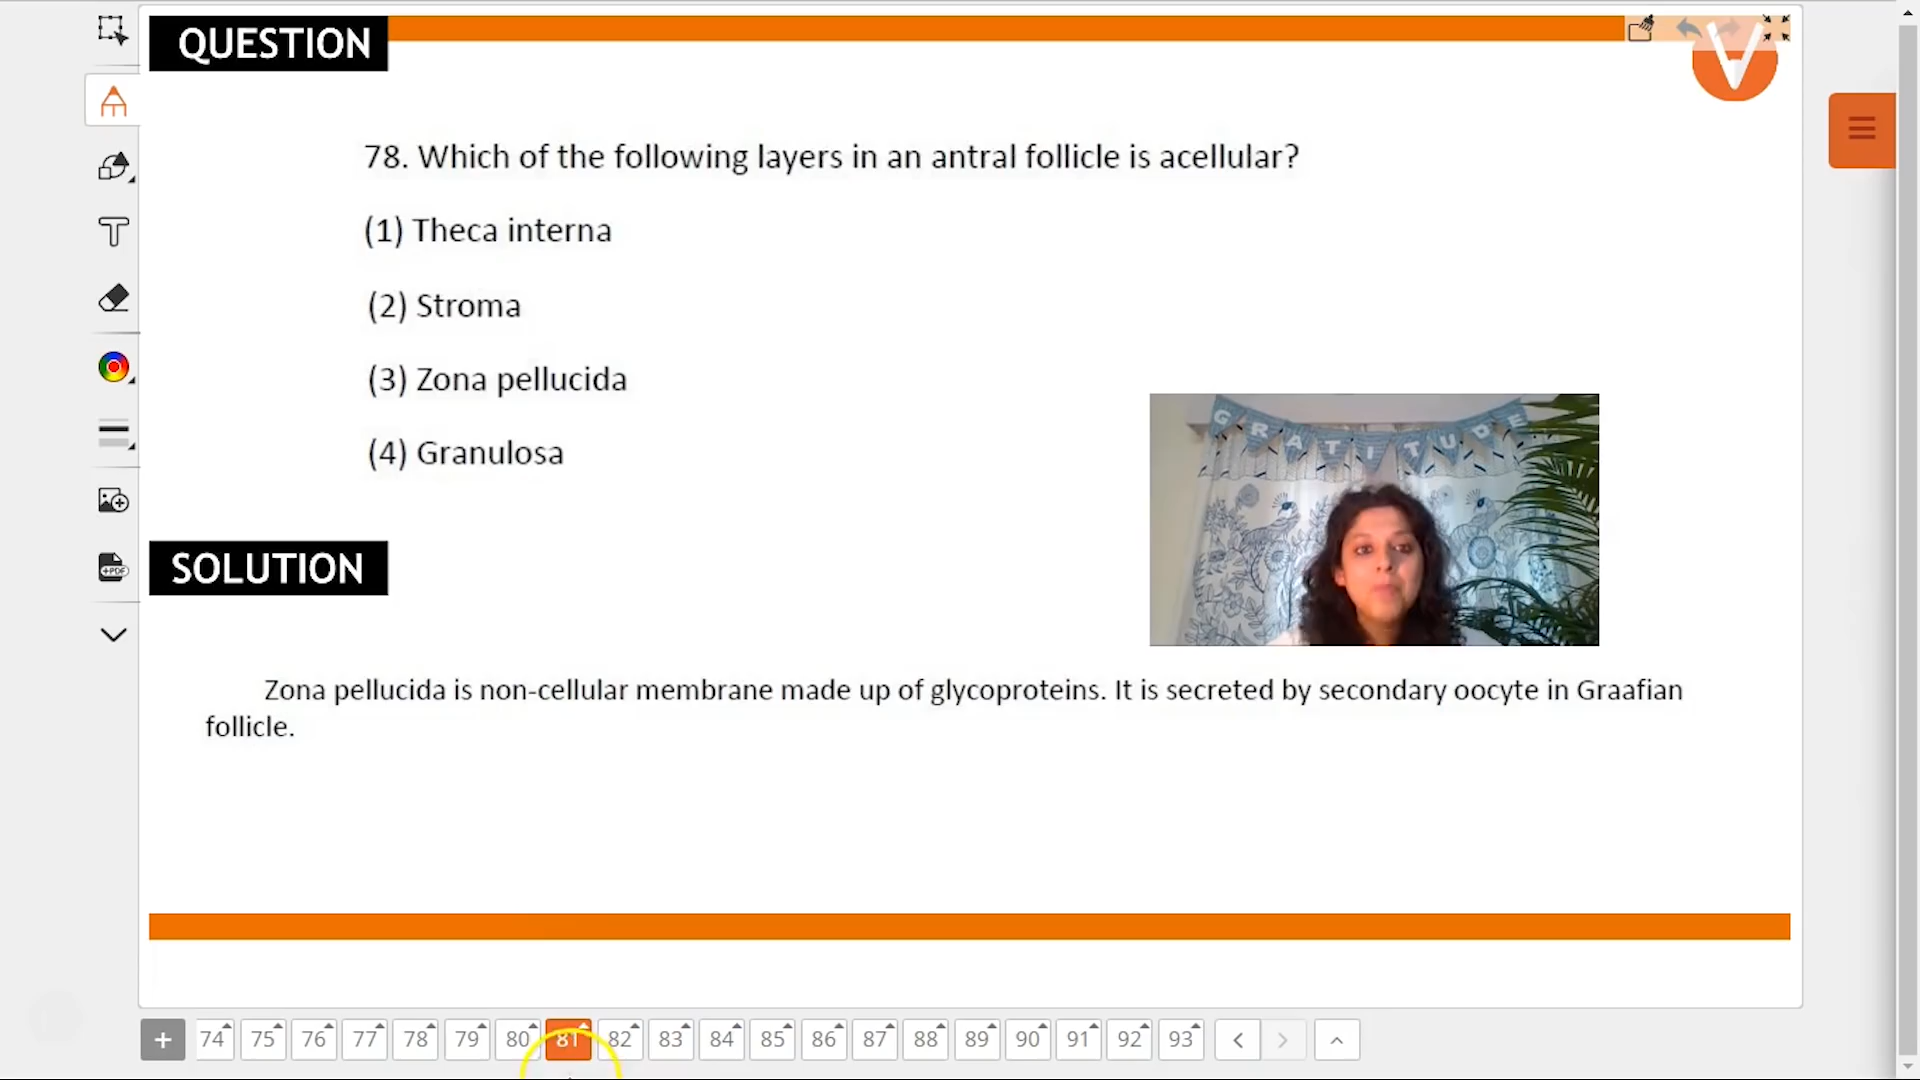 QUESTION
78. Which of the following layers in an antral follicle is acellular?
(1) Theca interna
(2) Stroma
(3) Zona pellucida
(4) Granulosa
GRATITUDE
SOLUTION
Zona pellucida is non-cellular membrane made up of glycoproteins. It is secreted by secondary oocyte in Graafian
follicle.
+PDF
+ 74 75 76 77 78 79 80 81 82 83 84 85 86 87 88 89 90 91 92 93